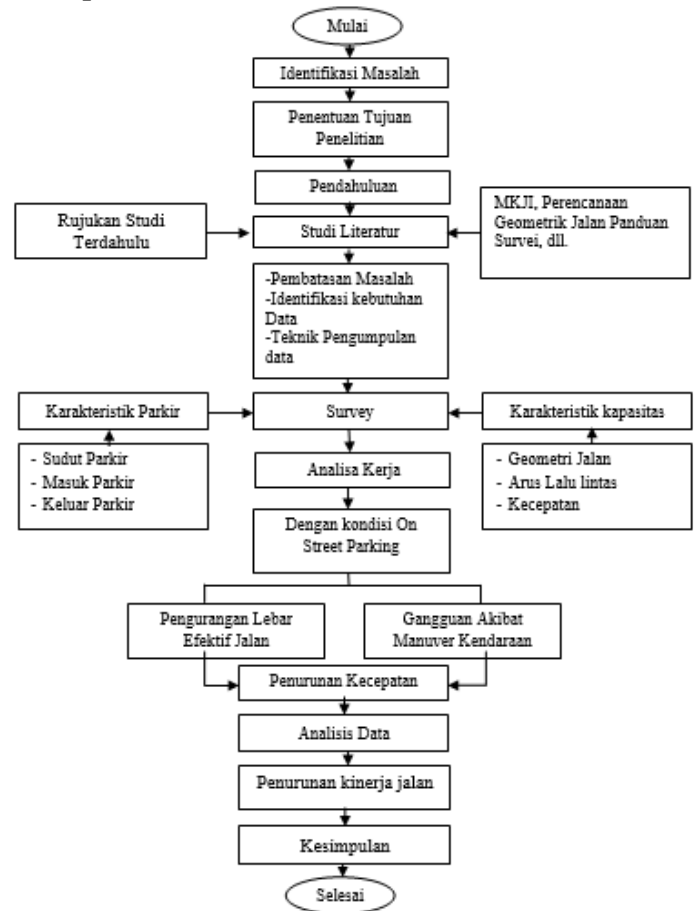 Mulai
Identifikasi Masalah
Penentuan Tujuan
Penelitian
Pendahuluan
Rujukan Studi
Terdahulu
Studi Literatur
MKJI, Perencanaan
Geometrik Jalan Panduan
Survei, dll.
-Pembatasan Masalah
-Identifikasi kebutuhan
Data
-Teknik Pengumpulan
data
Karakteristik Parkir
Survey
Karakteristik kapasitas
- Sudut Parkir
- Masuk Parkir
- Keluar Parkir
- Geometri Jalan
- Arus Lalu lintas
- Kecepatan
Analisa Kerja
Dengan kondisi On
Street Parking
Pengurangan Lebar
Efektif Jalan
Gangguan Akibat
Manuver Kendaraan
Penurunan Kecepatan
Analisis Data
Penurunan kinerja jalan
Kesimpulan
Selesai